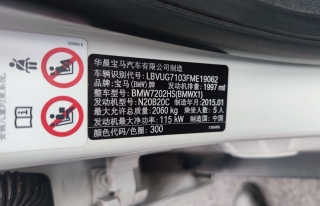 华晨宝马汽车有限公司制造
车辆识别代号: LBVUG7103FME19062
品牌: 宝马(BMW) 发动机排量: 1997 ml
整车型号: BMW7202HS(BMWX1)
发动机型号: N20B20C 制造年月: 2015.01
最大允许总质量: 2060 kg 乘坐人数: 5人
发动机最大净功率: 115 kW 制造国: 中国
颜色代码/色圈: 300